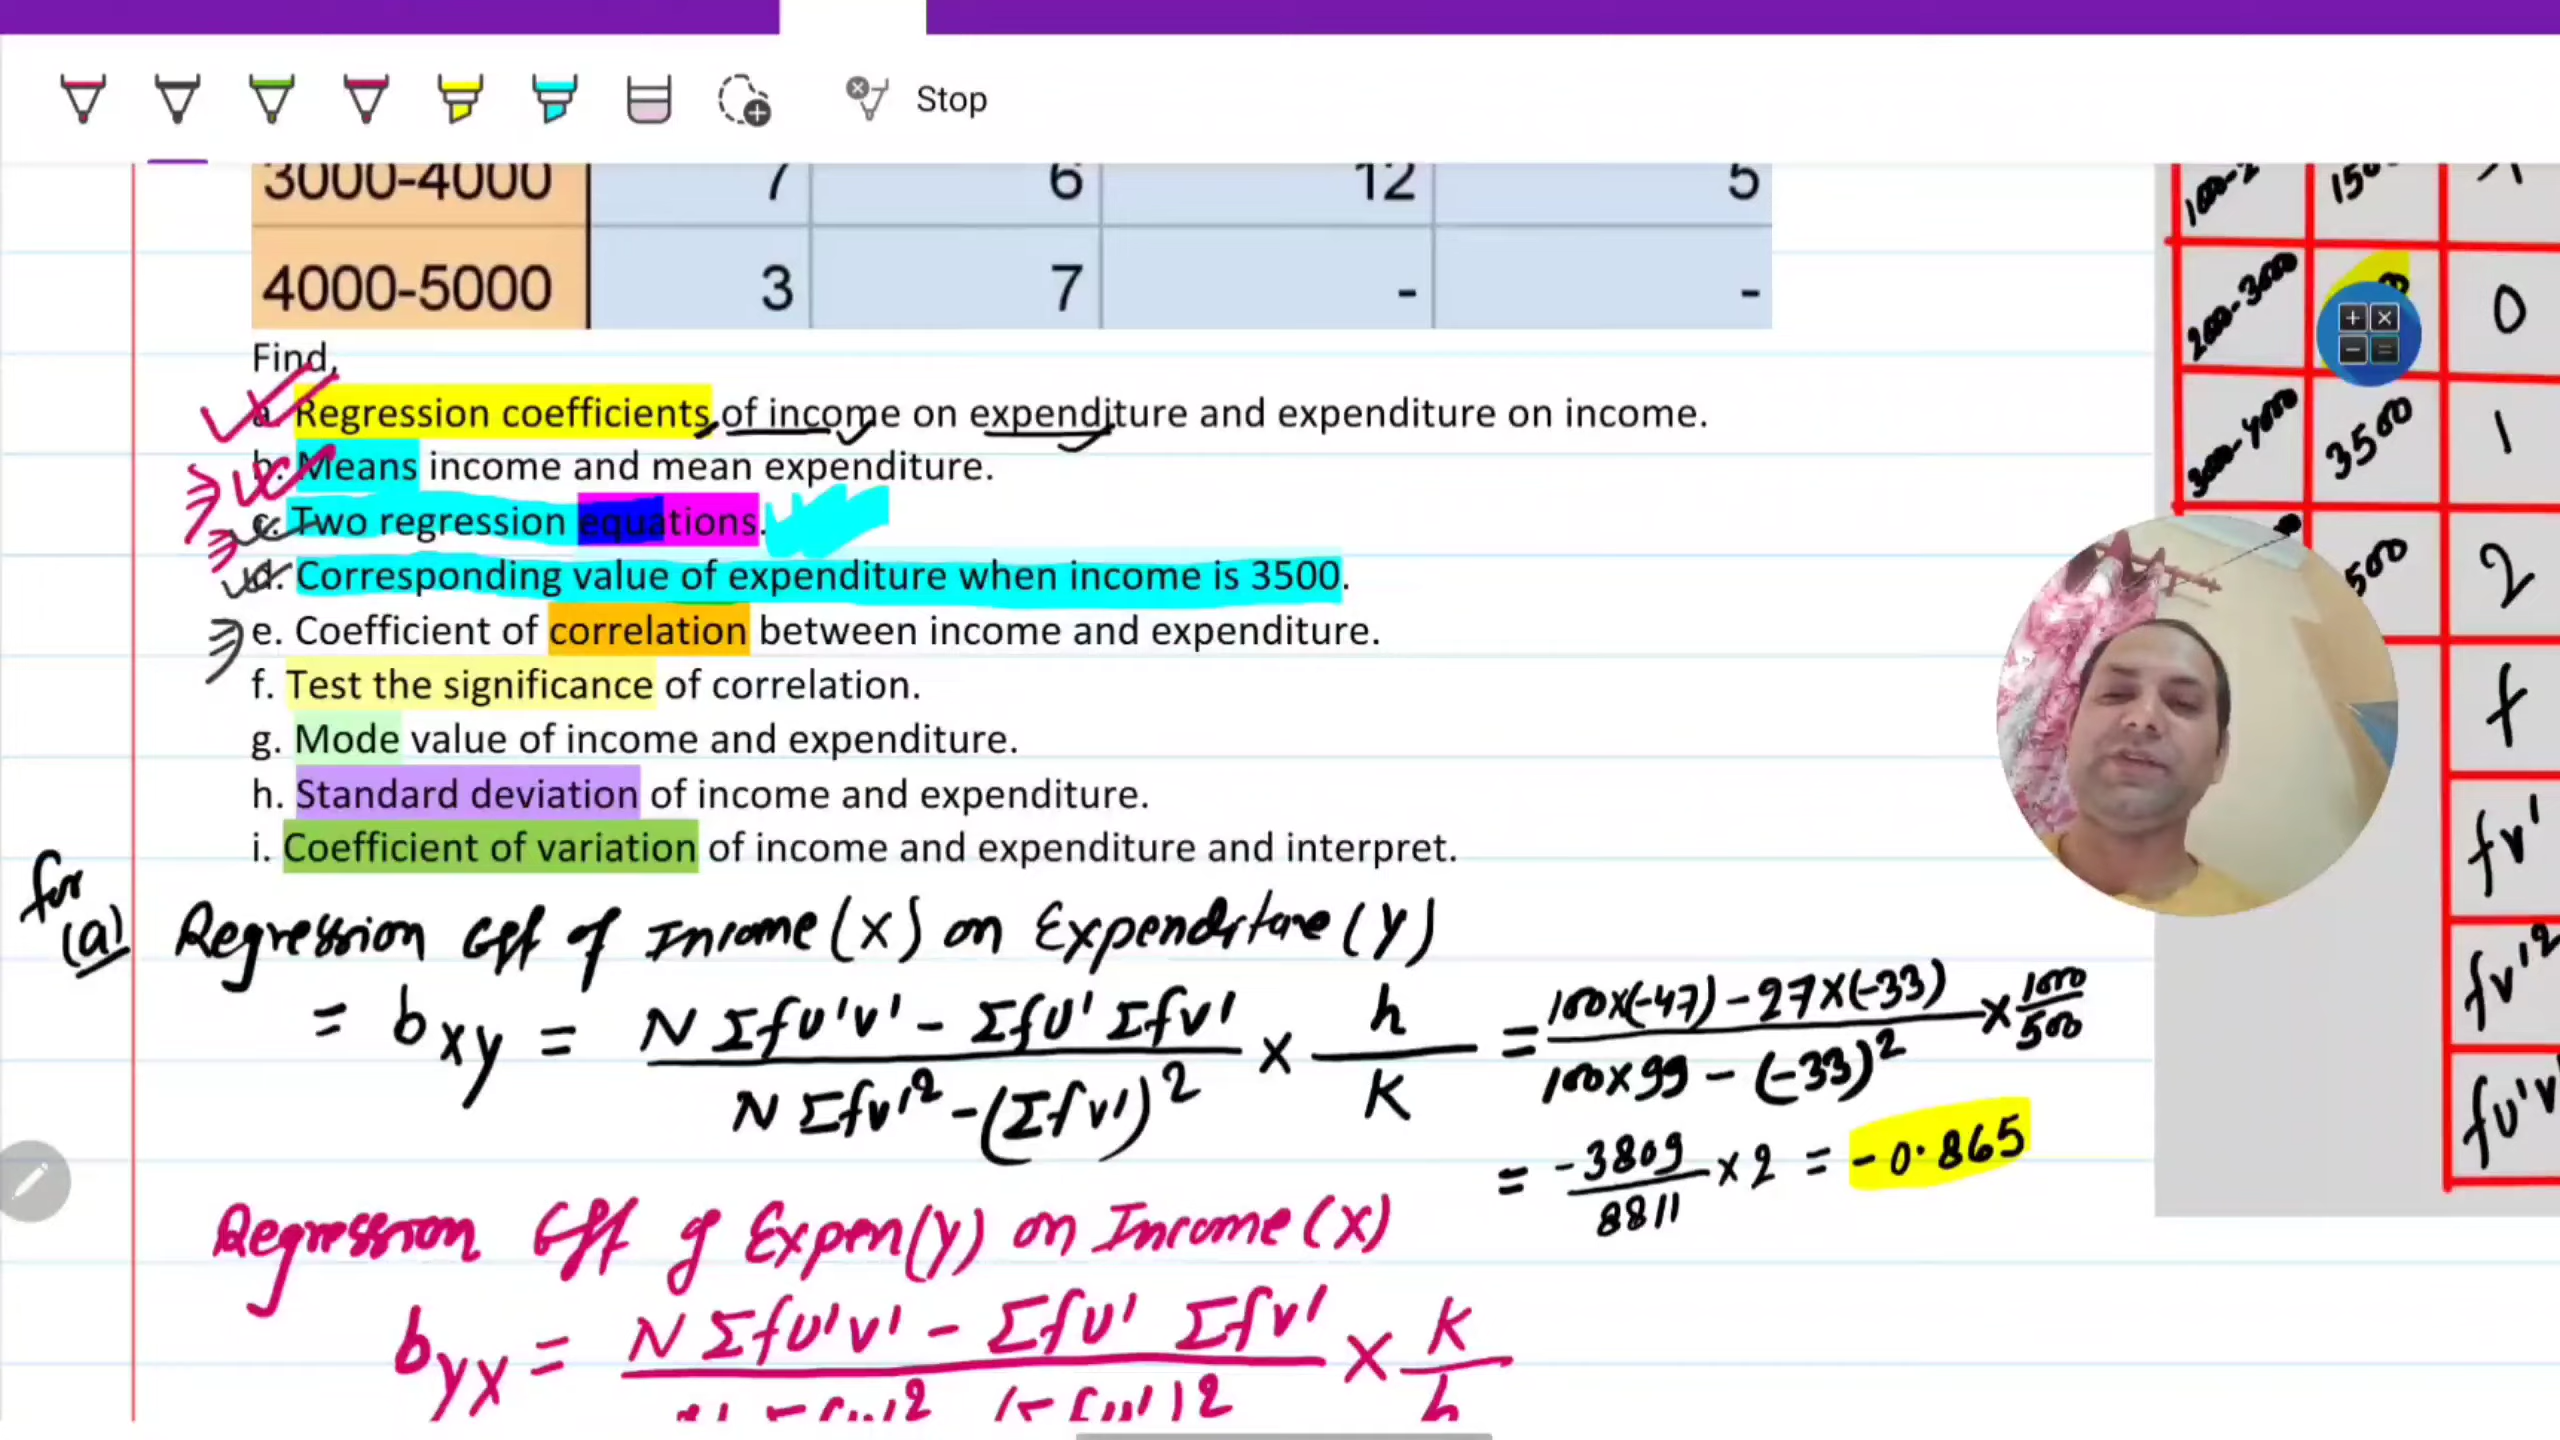 Stop
3000-4000 7 6 12 5
4000-5000 3 7 - -
Find,
a. Regression coefficients of income on expenditure and expenditure on income.
b. Means income and mean expenditure.
c. Two regression equations.
d. Corresponding value of expenditure when income is 3500.
e. Coefficient of correlation between income and expenditure.
f. Test the significance of correlation.
g. Mode value of income and expenditure.
h. Standard deviation of income and expenditure.
i. Coefficient of variation of income and expenditure and interpret.
for (a) Regression Coff of Income (X) on Expenditure (Y)
= bxy = N Σfu'v' - Σfu' Σfv' / N Σfv'² - (Σfv')² × h / K = 100×(-47) - 27×(-33) / 100×99 - (-33)² × 1000 / 500
= -3809 / 8811 × 2 = -0.865
Regression Coff of Expen (Y) on Income (X)
byx = N Σfu'v' - Σfu' Σfv' × K / h
0
3500 1
500 2
f
fv'
fv'²
fu'v'